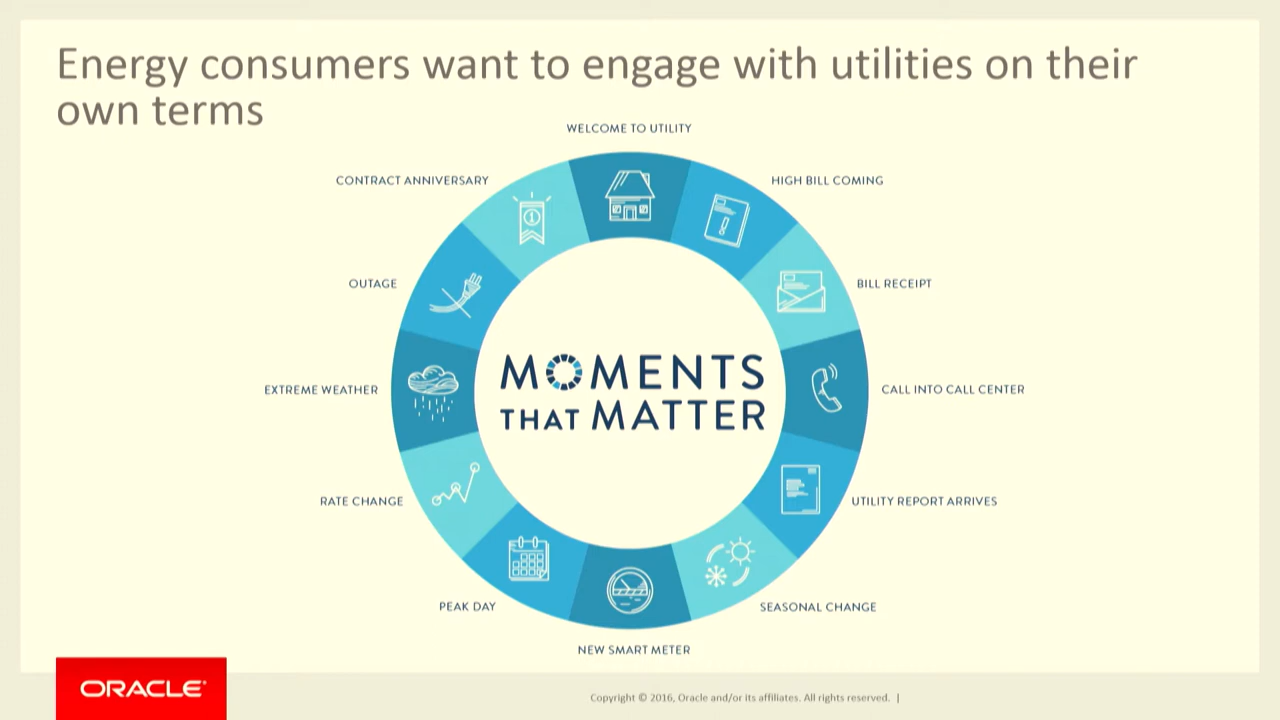 Energy consumers want to engage with utilities on their
own terms
WELCOME TO UTILITY
HIGH BILL COMING
BILL RECEIPT
CALL INTO CALL CENTER
UTILITY REPORT ARRIVES
SEASONAL CHANGE
NEW SMART METER
PEAK DAY
RATE CHANGE
EXTREME WEATHER
OUTAGE
CONTRACT ANNIVERSARY
1
MOMENTS
THAT MATTER
ORACLE®
Copyright © 2016, Oracle and/or its affiliates. All rights reserved. |